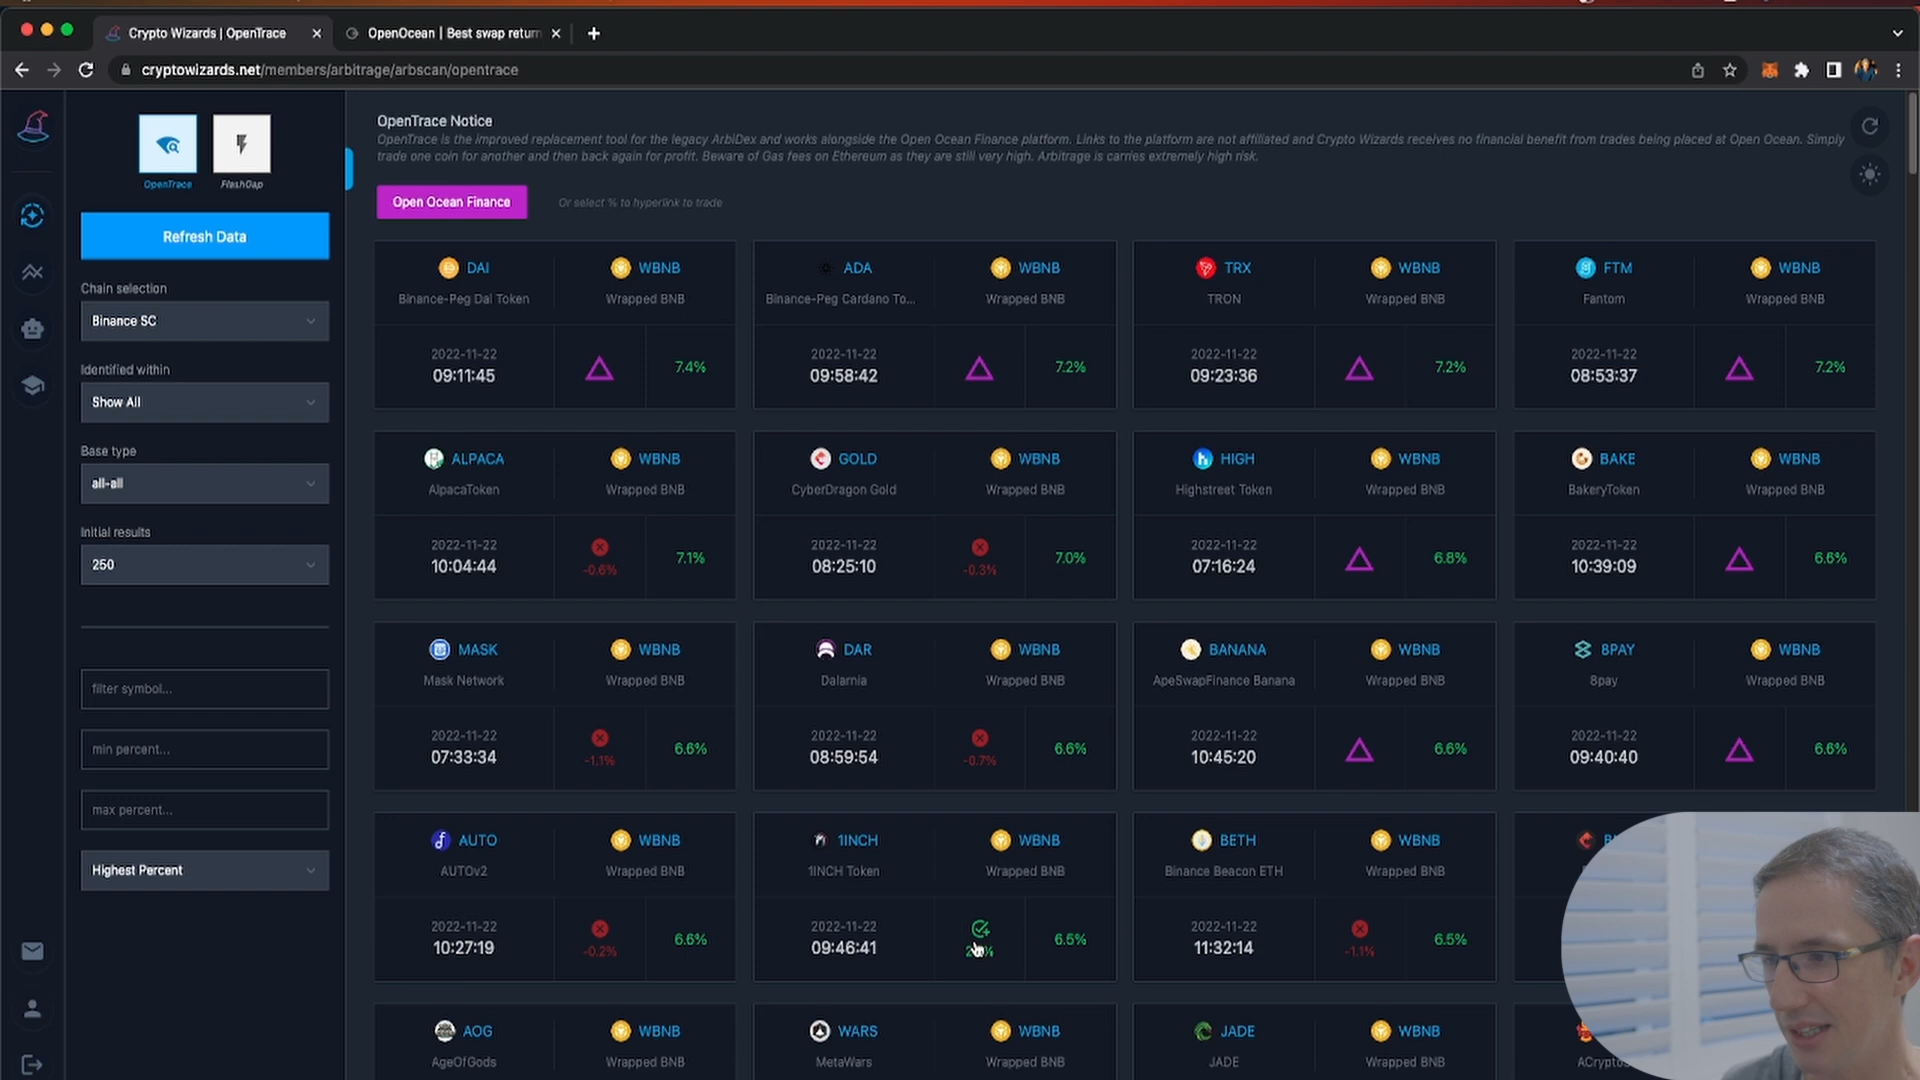 Crypto Wizards | OpenTrace
OpenOcean | Best swap return
cryptowizards.net/members/arbitrage/arbscan/opentrace
OpenTrace
FlashGap
Refresh Data
Chain selection
Binance SC
Identified within
Show All
Base type
all-all
Initial results
250
filter symbol...
min percent...
max percent...
Highest Percent
OpenTrace Notice
OpenTrace is the improved replacement tool for the legacy ArbiDex and works alongside the Open Ocean Finance platform. Links to the platform are not affiliated and Crypto Wizards receives no financial benefit from trades being placed at Open Ocean. Simply
trade one coin for another and then back again for profit. Beware of Gas fees on Ethereum as they are still very high. Arbitrage is carries extremely high risk.
Open Ocean Finance
Or select % to hyperlink to trade
DAI WBNB ADA WBNB TRX WBNB FTM WBNB
Binance-Peg Dai Token Wrapped BNB Binance-Peg Cardano To... Wrapped BNB TRON Wrapped BNB Fantom Wrapped BNB
2022-11-22 2022-11-22 2022-11-22 2022-11-22
09:11:45 7.4% 09:58:42 7.2% 09:23:36 7.2% 08:53:37 7.2%
ALPACA WBNB GOLD WBNB HIGH WBNB BAKE WBNB
AlpacaToken Wrapped BNB CyberDragon Gold Wrapped BNB Highstreet Token Wrapped BNB BakeryToken Wrapped BNB
2022-11-22 2022-11-22 2022-11-22 2022-11-22
10:04:44 -0.6% 7.1% 08:25:10 -0.3% 7.0% 07:16:24 6.8% 10:39:09 6.6%
MASK WBNB DAR WBNB BANANA WBNB 8PAY WBNB
Mask Network Wrapped BNB Dalarnia Wrapped BNB ApeSwapFinance Banana Wrapped BNB 8pay Wrapped BNB
2022-11-22 2022-11-22 2022-11-22 2022-11-22
07:33:34 -1.1% 6.6% 08:59:54 -0.7% 6.6% 10:45:20 6.6% 09:40:40 6.6%
AUTO WBNB 1INCH WBNB BETH WBNB
AUTOv2 Wrapped BNB 1INCH Token Wrapped BNB Binance Beacon ETH Wrapped BNB
2022-11-22 2022-11-22 2022-11-22
10:27:19 -0.2% 6.6% 09:46:41 6.5% 11:32:14 -1.1% 6.5%
AOG WBNB WARS WBNB JADE WBNB
AgeOfGods Wrapped BNB MetaWars Wrapped BNB JADE Wrapped BNB